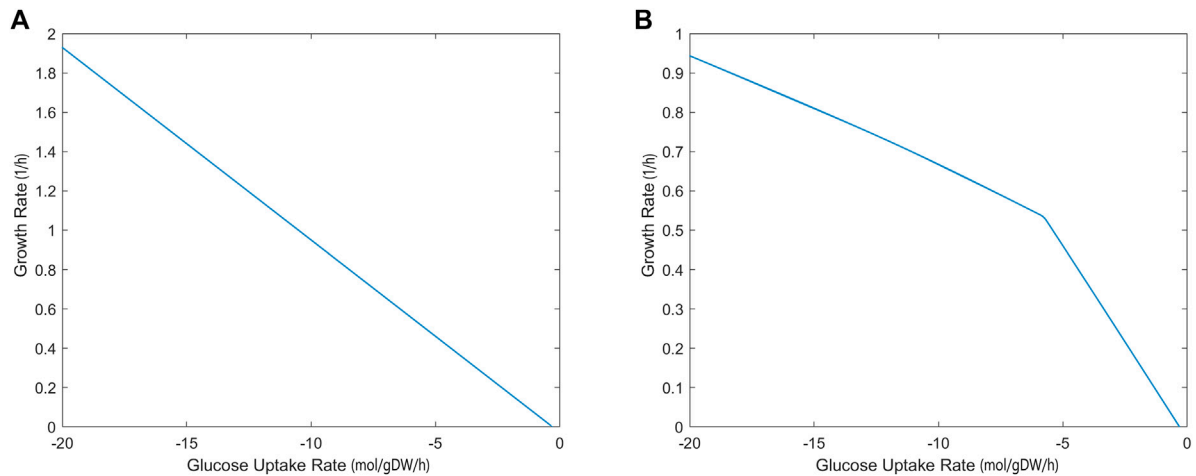 A
2
1.8
1.6
1.4
1.2
1
0.8
0.6
0.4
0.2
0
-20 -15 -10 -5 0
Growth Rate (1/h)
Glucose Uptake Rate (mol/gDW/h)
B
1
0.9
0.8
0.7
0.6
0.5
0.4
0.3
0.2
0.1
0
-20 -15 -10 -5 0
Growth Rate (1/h)
Glucose Uptake Rate (mol/gDW/h)